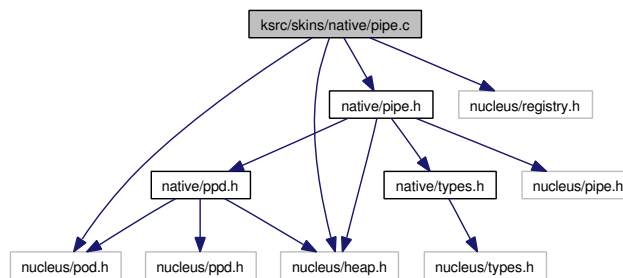 ksrc/skins/native/pipe.c
native/pipe.h
nucleus/registry.h
native/ppd.h
native/types.h
nucleus/pipe.h
nucleus/pod.h
nucleus/ppd.h
nucleus/heap.h
nucleus/types.h